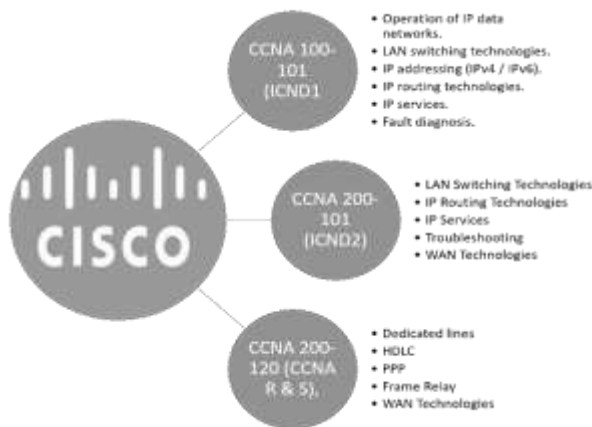 CCNA 100-
101
(ICND1
• Operation of IP data
networks.
• LAN switching technologies.
• IP addressing (IPv4 / IPv6).
• IP routing technologies.
• IP services.
• Fault diagnosis.
CISCO
CCNA 200-
101
(ICND2)
• LAN Switching Technologies
• IP Routing Technologies
• IP Services
• Troubleshooting
• WAN Technologies
CCNA 200-
120 (CCNA
R & S),
• Dedicated lines
• HDLC
• PPP
• Frame Relay
• WAN Technologies